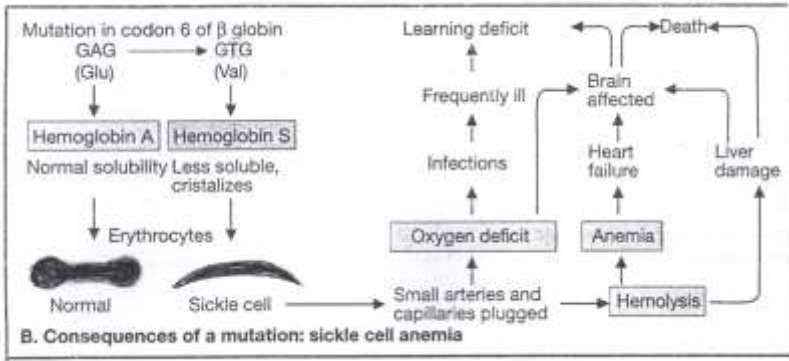 Mutation in codon 6 of β globin
GAG
GTG
(Glu)
(Val)
Hemoglobin A
Hemoglobin S
Normal solubility
Less soluble,
cristalizes
Erythrocytes
Normal
Sickle cell
Learning deficit
Death
Frequently ill
Brain
affected
Infections
Heart
failure
Liver
damage
Oxygen deficit
Anemia
Small arteries and
capillaries plugged
Hemolysis
B. Consequences of a mutation: sickle cell anemia